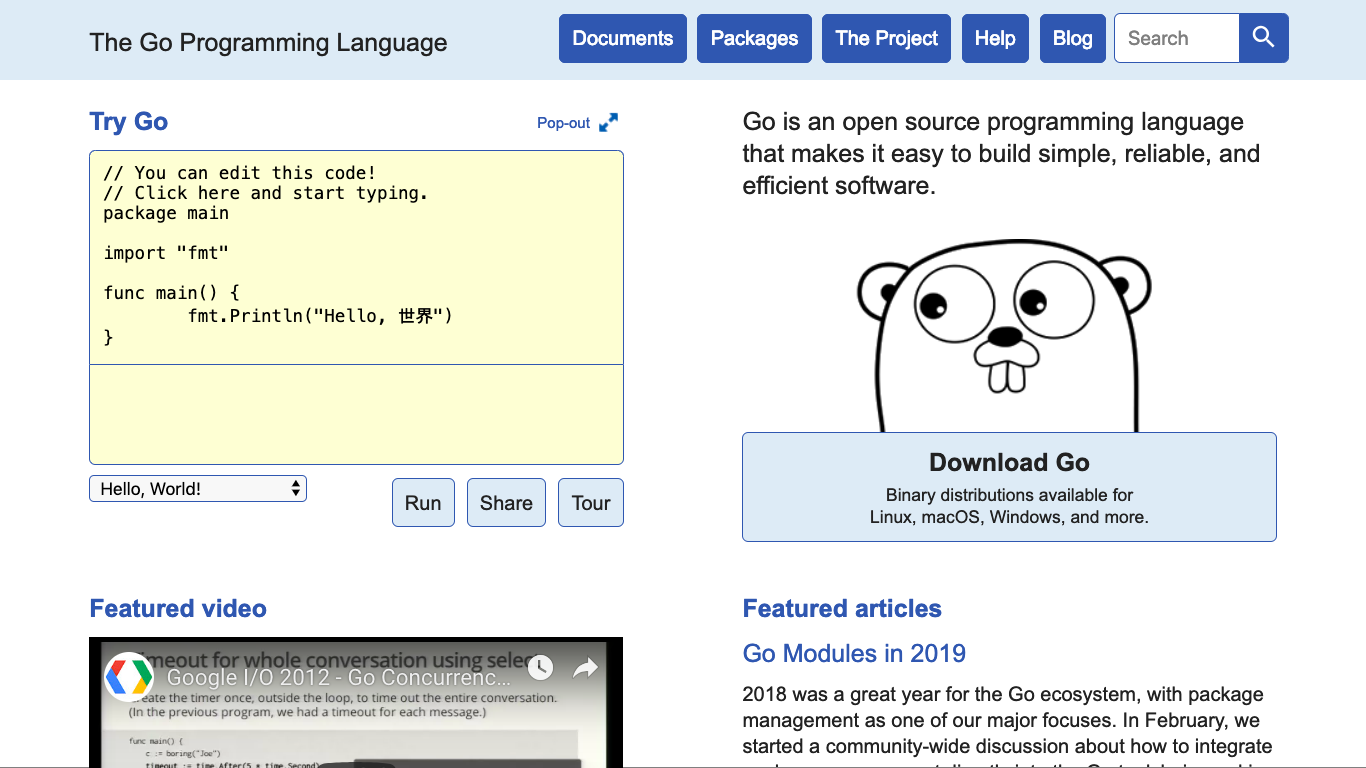 The Go Programming Language
Documents
Packages
The Project
Help
Blog
Search
Try Go
Pop-out
// You can edit this code!
// Click here and start typing.
package main
import "fmt"
func main() {
fmt.Println("Hello, 世界")
}
Hello, World!
Run
Share
Tour
Go is an open source programming language
that makes it easy to build simple, reliable, and
efficient software.
Download Go
Binary distributions available for
Linux, macOS, Windows, and more.
Featured video
timeout for whole conversation using selec
Google I/O 2012 - Go Concurrenc...
create the timer once, outside the loop, to time out the entire conversation.
(In the previous program, we had a timeout for each message.)
func main() {
c := boring("Joe")
timeout := time.After(5 * time.Second)
Featured articles
Go Modules in 2019
2018 was a great year for the Go ecosystem, with package
management as one of our major focuses. In February, we
started a community-wide discussion about how to integrate